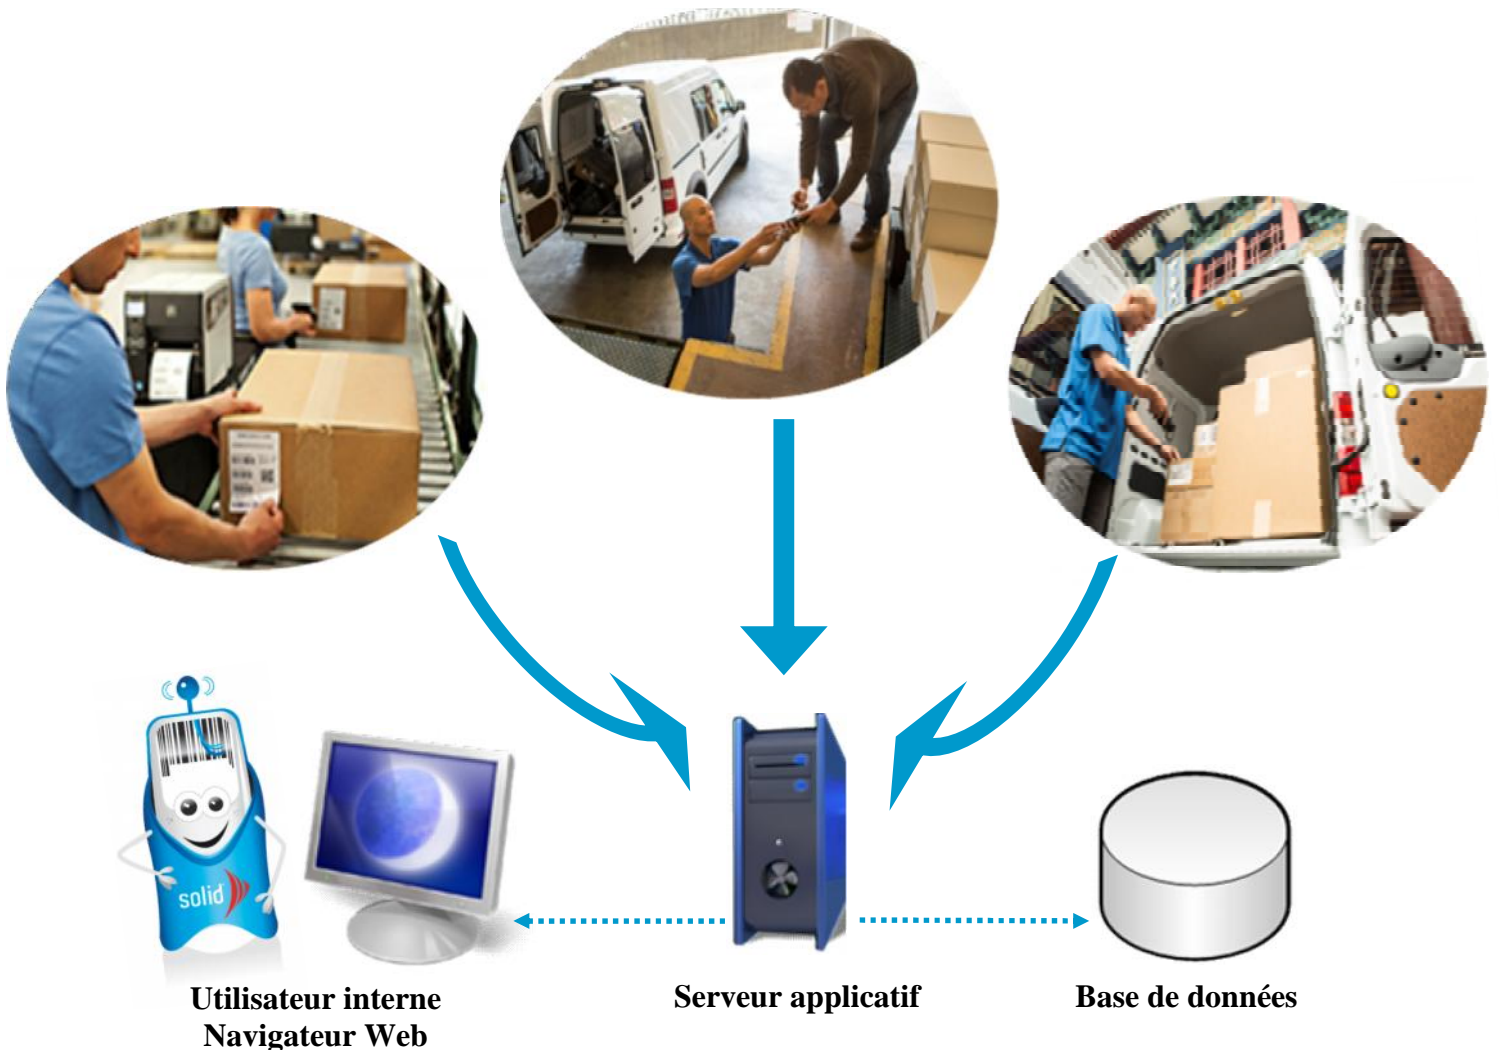 solid
Utilisateur interne
Navigateur Web
Serveur applicatif
Base de données